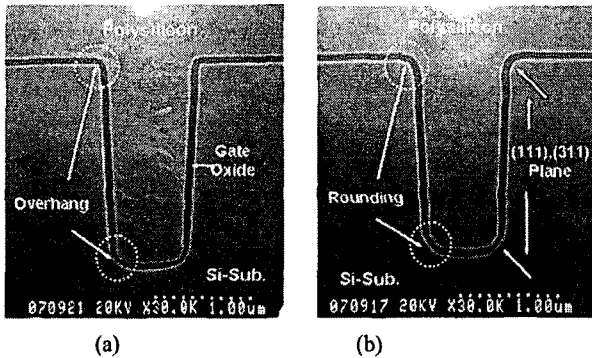 Polysilicon
Gate
Oxide
Overhang
Si-Sub.
070921 20KV X30.0K 1.00um
(a)
Polysilicon
(111),(311)
Plane
Rounding
Si-Sub.
070917 20KV X30.0K 1.00um
(b)